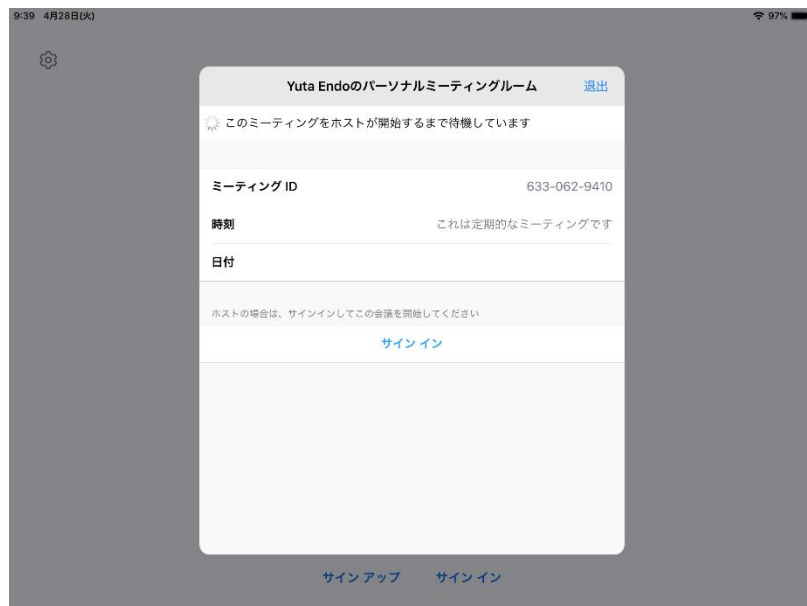 9:39 4月28日(火)
97%
Yuta Endoのパーソナルミーティングルーム 退出
このミーティングをホストが開始するまで待機しています
ミーティング ID 633-062-9410
時刻 これは定期的なミーティングです
日付
ホストの場合は、サインインしてこの会議を開始してください
サイン イン
サイン アップ サイン イン